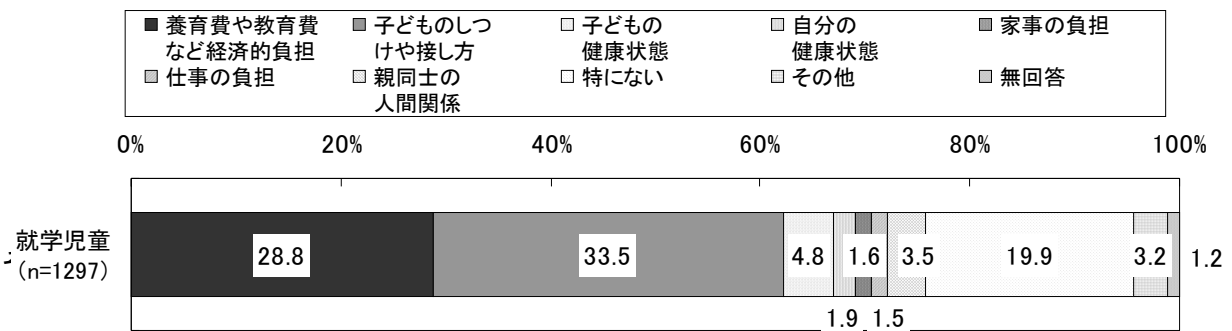 ■ 養育費や教育費
など経済的負担
■ 子どものしつ
けや接し方
□ 子どもの
健康状態
□ 自分の
健康状態
■ 家事の負担
■ 仕事の負担
□ 親同士の
人間関係
□ 特にない
□ その他
■ 無回答
0% 20% 40% 60% 80% 100%
就学児童
(n=1297)
28.8 33.5 4.8 1.6 3.5 19.9 3.2 1.2
1.9 1.5